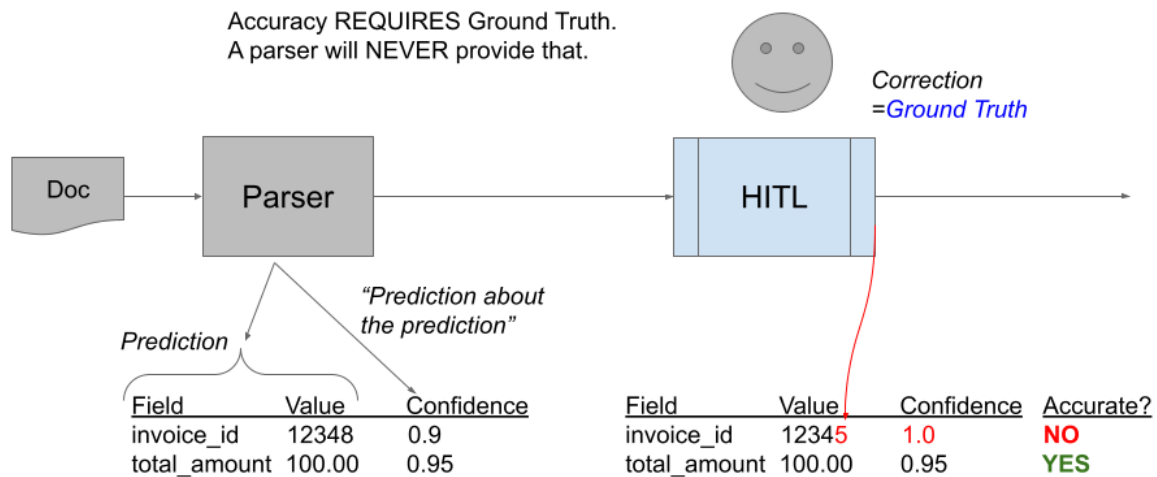 Accuracy REQUIRES Ground Truth.
A parser will NEVER provide that.
Correction
=Ground Truth
Doc
Parser
HITL
“Prediction about
the prediction”
Prediction
Field Value Confidence
invoice_id 12348 0.9
total_amount 100.00 0.95
Field Value Confidence Accurate?
invoice_id 12345 1.0 NO
total_amount 100.00 0.95 YES